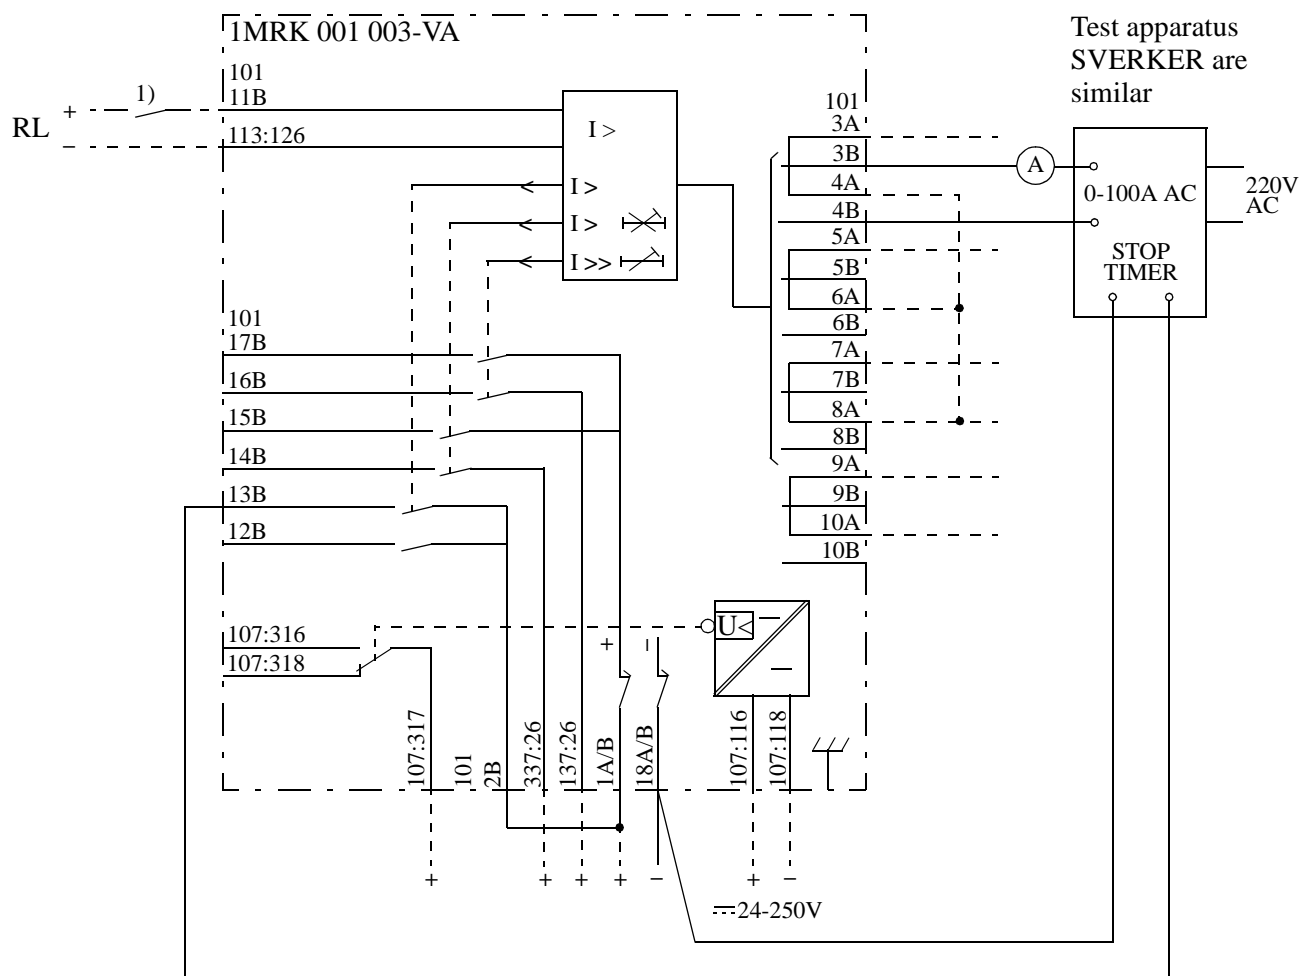 1MRK 001 003-VA
Test apparatus
SVERKER are
similar
101
11B
113:126
1)
RL
+
−
I >
I >
I >
I >>
101
3A
3B
4A
4B
5A
5B
6A
6B
7A
7B
8A
8B
9A
9B
10A
10B
A
0-100A AC
STOP
TIMER
220V
AC
101
17B
16B
15B
14B
13B
12B
107:316
107:318
U<
+
−
107:317
101
2B
337:26
137:26
1A/B
18A/B
107:116
107:118
+
+
+
+
−
+
−
24-250V